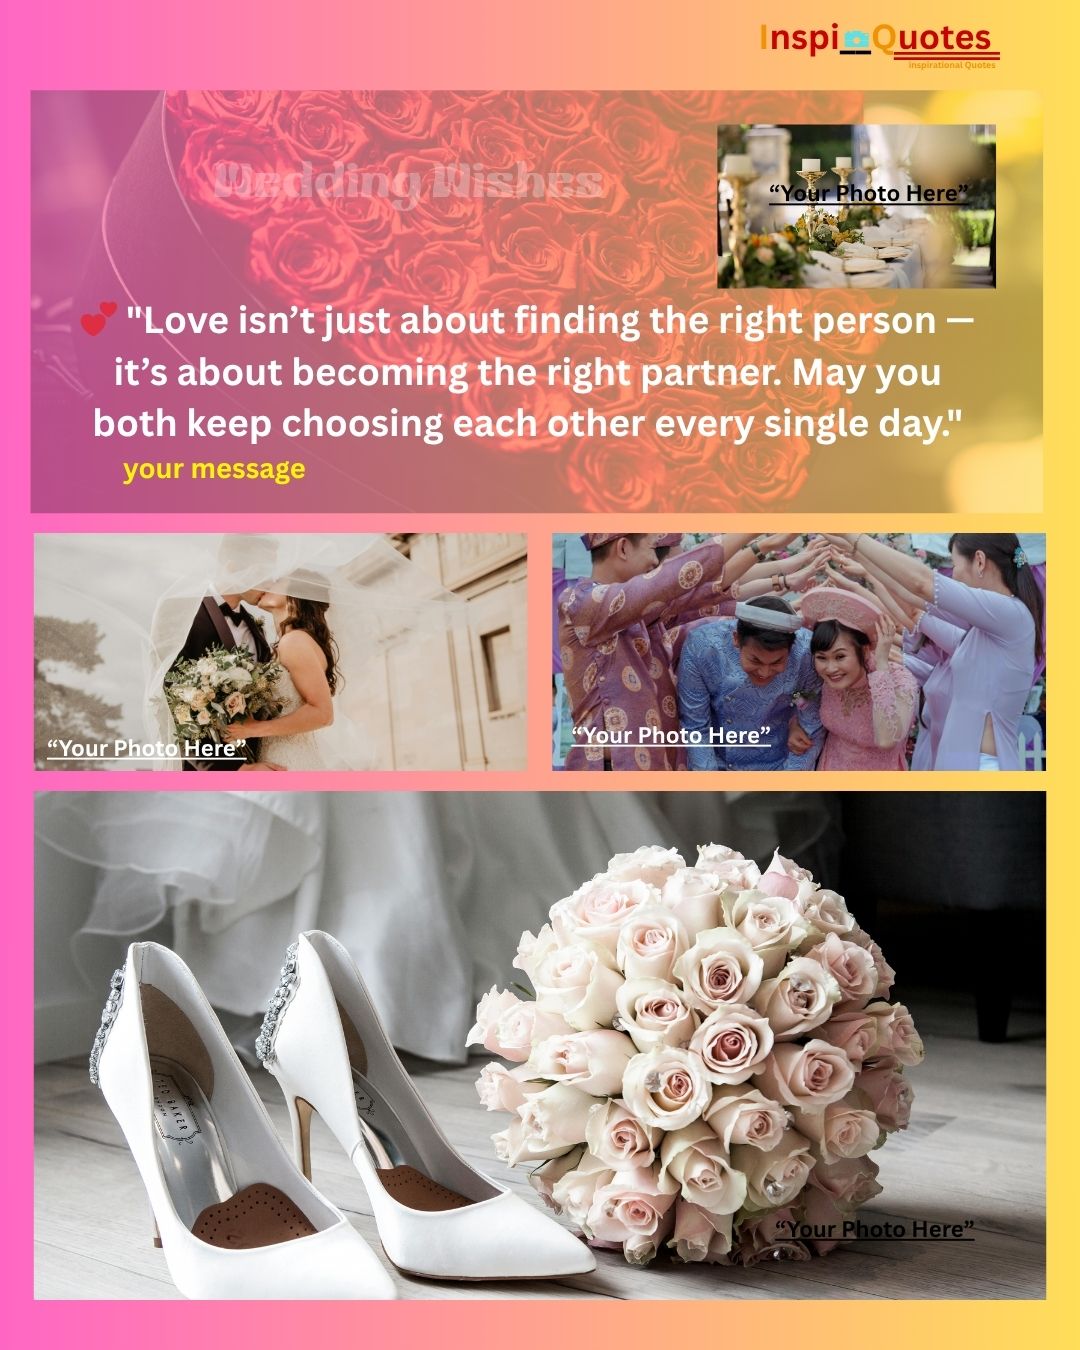 InspiQuotes
inspirational Quotes
Wedding Wishes
“Your Photo Here”
💕 "Love isn’t just about finding the right person —
it’s about becoming the right partner. May you
both keep choosing each other every single day."
your message
“Your Photo Here”
“Your Photo Here”
TED BAKER
“Your Photo Here”